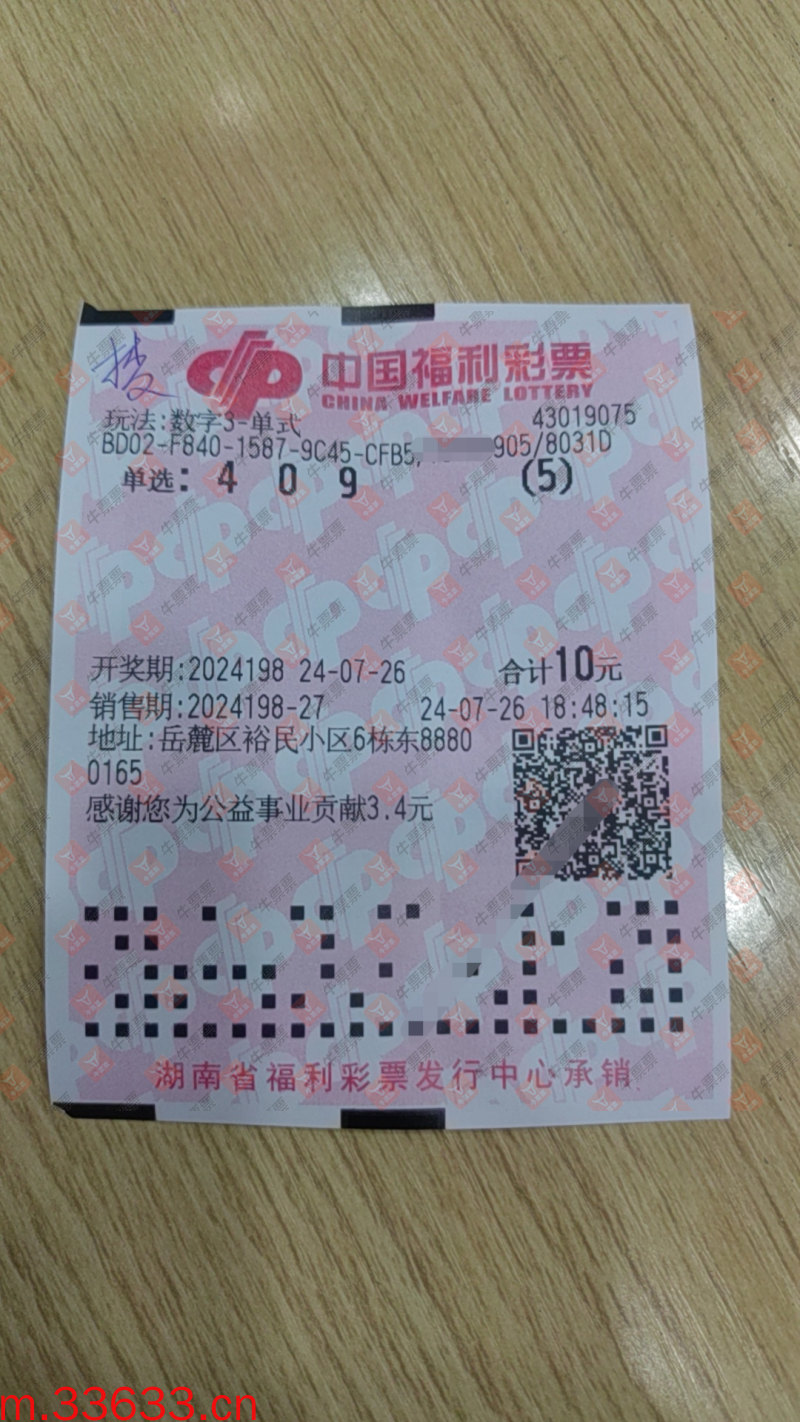 中国福利彩票
CHINA WELFARE LOTTERY
玩法:数字3-单式 43019075
BD02-F840-1587-9C45-CFB5, 905/8031D
单选: 4 0 9 (5)
开奖期:2024198 24-07-26 合计10元
销售期:2024198-27 24-07-26 18:48:15
地址:岳麓区裕民小区6栋东8880
0165
感谢您为公益事业贡献3.4元
湖南省福利彩票发行中心承销
牛票票
m.33633.cn